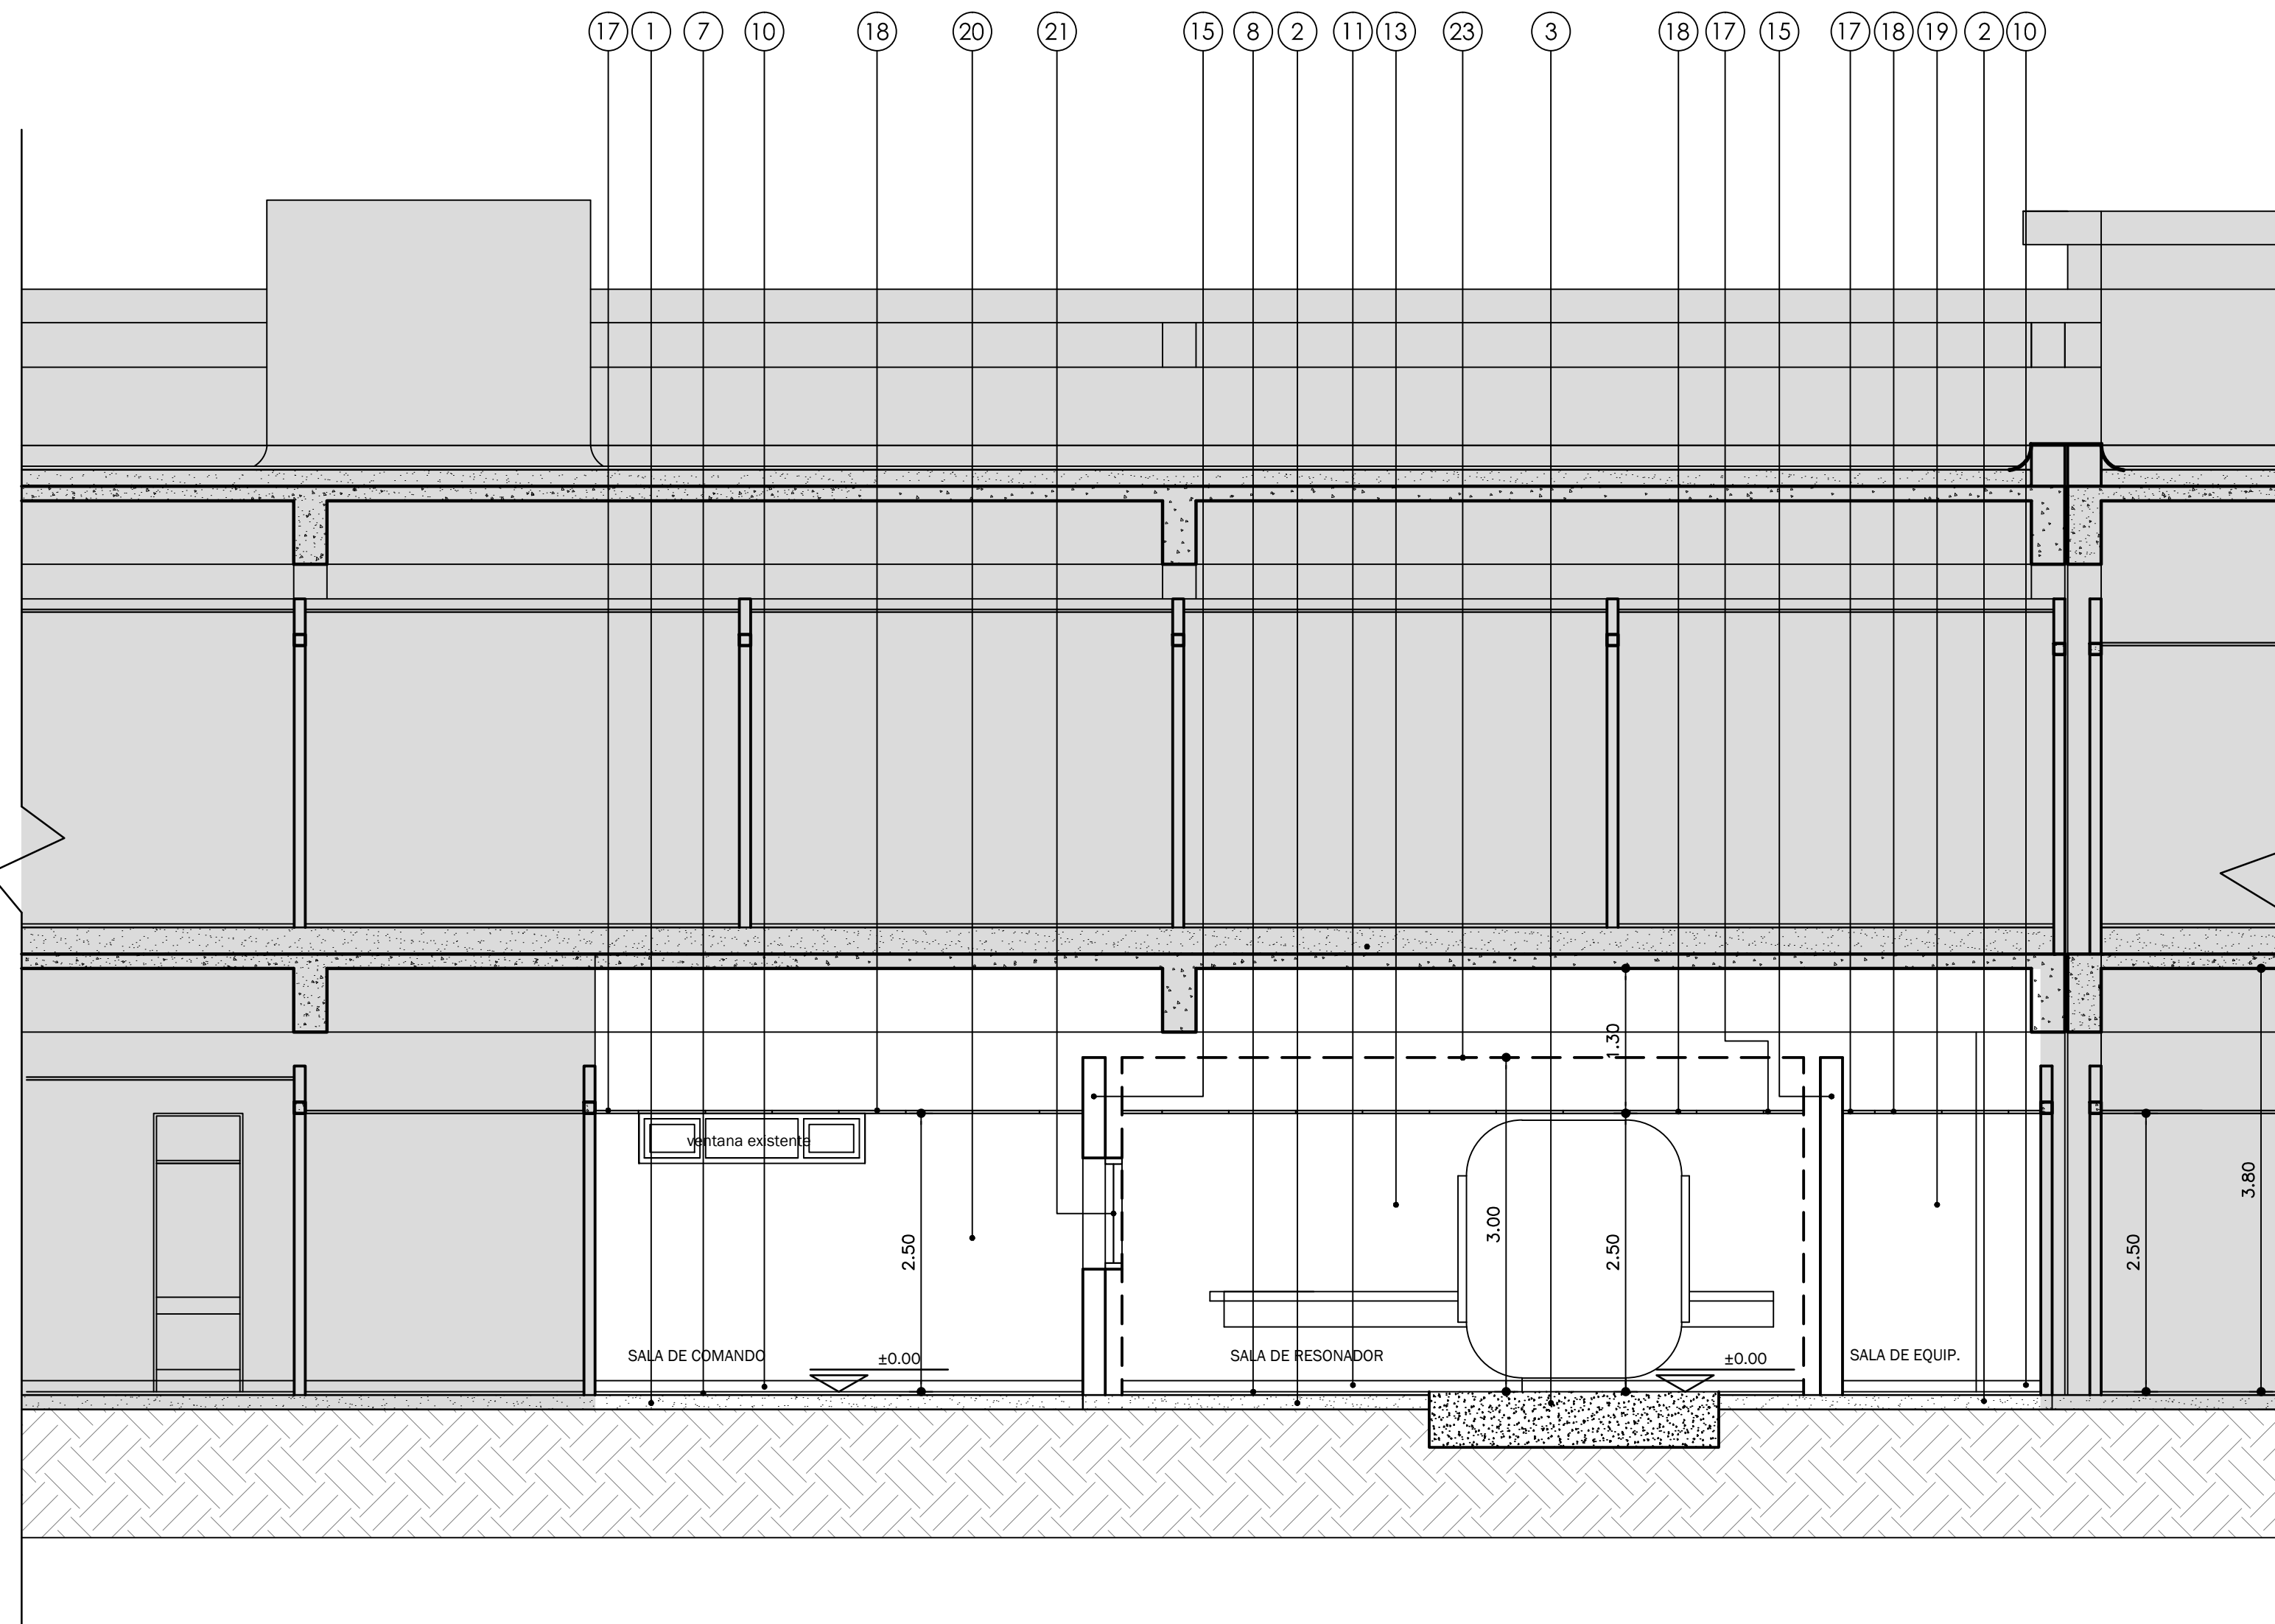 17 1 7 10 18 20 21 15 8 2 11 13 23 3 18 17 15 17 18 19 2 10
1.30
ventana existente
3.80
3.00
2.50
2.50
2.50
SALA DE COMANDO
±0.00
SALA DE RESONADOR
±0.00
SALA DE EQUIP.